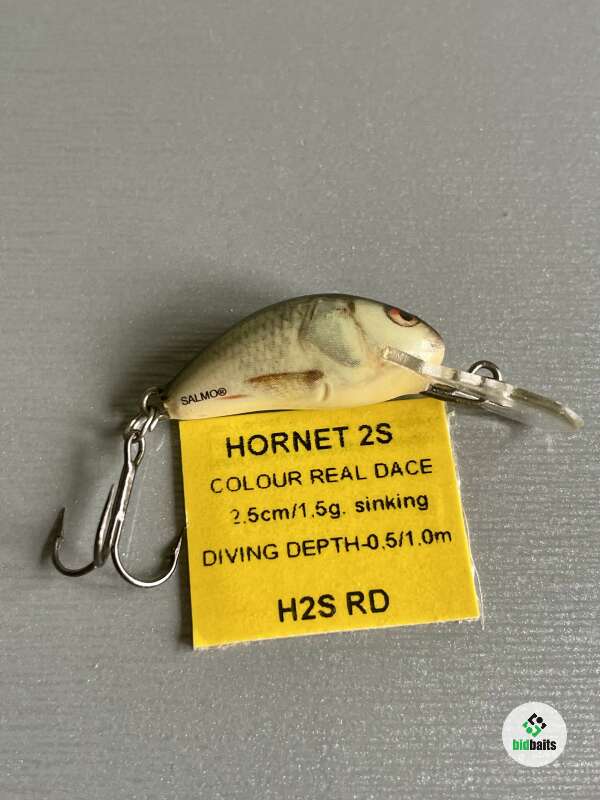 SALMO®
HORNET 2S
COLOUR REAL DACE
2.5cm/1.5g. sinking
DIVING DEPTH-0.5/1.0m
H2S RD
bidbaits